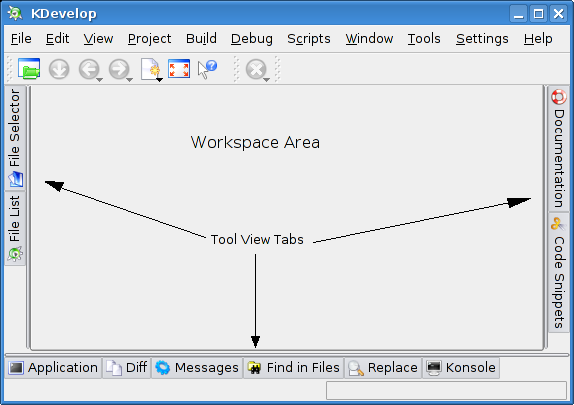 KDevelop
File Edit View Project Build Debug Scripts Window Tools Settings Help
File Selector
File List
Workspace Area
Tool View Tabs
Documentation
Code Snippets
Application Diff Messages Find in Files Replace Konsole